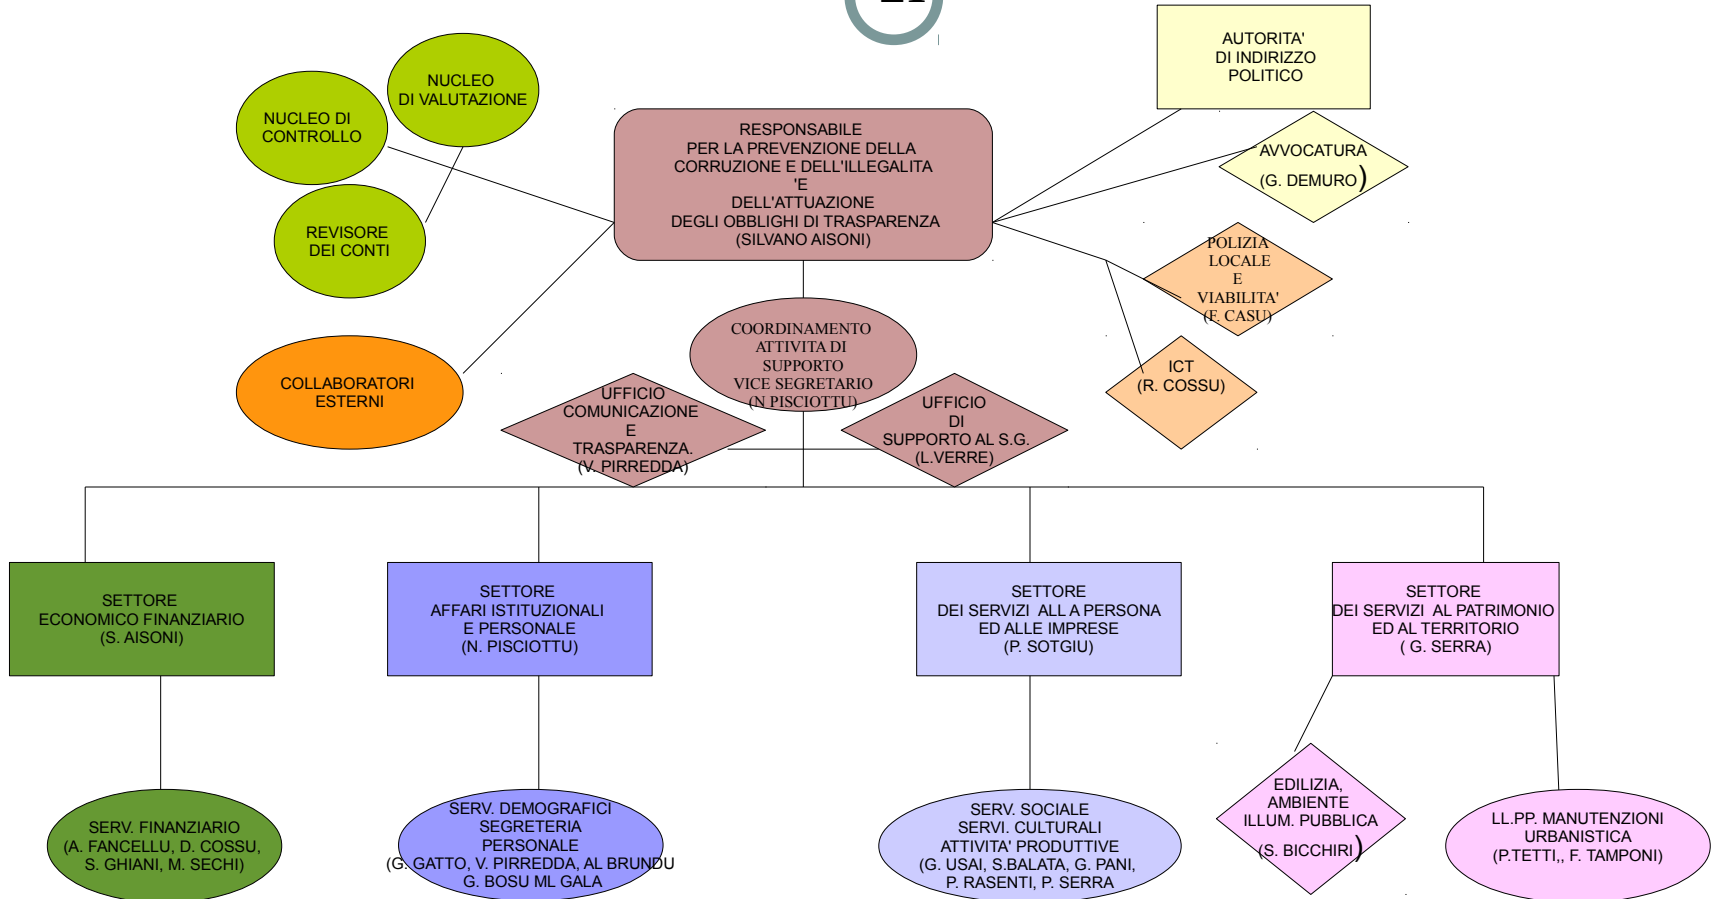 21
AUTORITA'
DI INDIRIZZO
POLITICO
NUCLEO
DI VALUTAZIONE
NUCLEO DI
CONTROLLO
REVISORE
DEI CONTI
RESPONSABILE
PER LA PREVENZIONE DELLA
CORRUZIONE E DELL'ILLEGALITA
'E
DELL'ATTUAZIONE
DEGLI OBBLIGHI DI TRASPARENZA
(SILVANO AISONI)
AVVOCATURA
(G. DEMURO)
POLIZIA
LOCALE
E
VIABILITA'
(F. CASU)
ICT
(R. COSSU)
COLLABORATORI
ESTERNI
COORDINAMENTO
ATTIVITA DI
SUPPORTO
VICE SEGRETARIO
(N PISCIOTTU)
UFFICIO
COMUNICAZIONE
E
TRASPARENZA.
(V. PIRREDDA)
UFFICIO
DI
SUPPORTO AL S.G.
(L.VERRE)
SETTORE
ECONOMICO FINANZIARIO
(S. AISONI)
SETTORE
AFFARI ISTITUZIONALI
E PERSONALE
(N. PISCIOTTU)
SETTORE
DEI SERVIZI ALL A PERSONA
ED ALLE IMPRESE
(P. SOTGIU)
SETTORE
DEI SERVIZI AL PATRIMONIO
ED AL TERRITORIO
( G. SERRA)
SERV. FINANZIARIO
(A. FANCELLU, D. COSSU,
S. GHIANI, M. SECHI)
SERV. DEMOGRAFICI
SEGRETERIA
PERSONALE
(G. GATTO, V. PIRREDDA, AL BRUNDU
G. BOSU ML GALA
SERV. SOCIALE
SERVI. CULTURALI
ATTIVITA' PRODUTTIVE
(G. USAI, S.BALATA, G. PANI,
P. RASENTI, P. SERRA
EDILIZIA,
AMBIENTE
ILLUM. PUBBLICA
(S. BICCHIRI)
LL.PP. MANUTENZIONI
URBANISTICA
(P.TETTI,, F. TAMPONI)